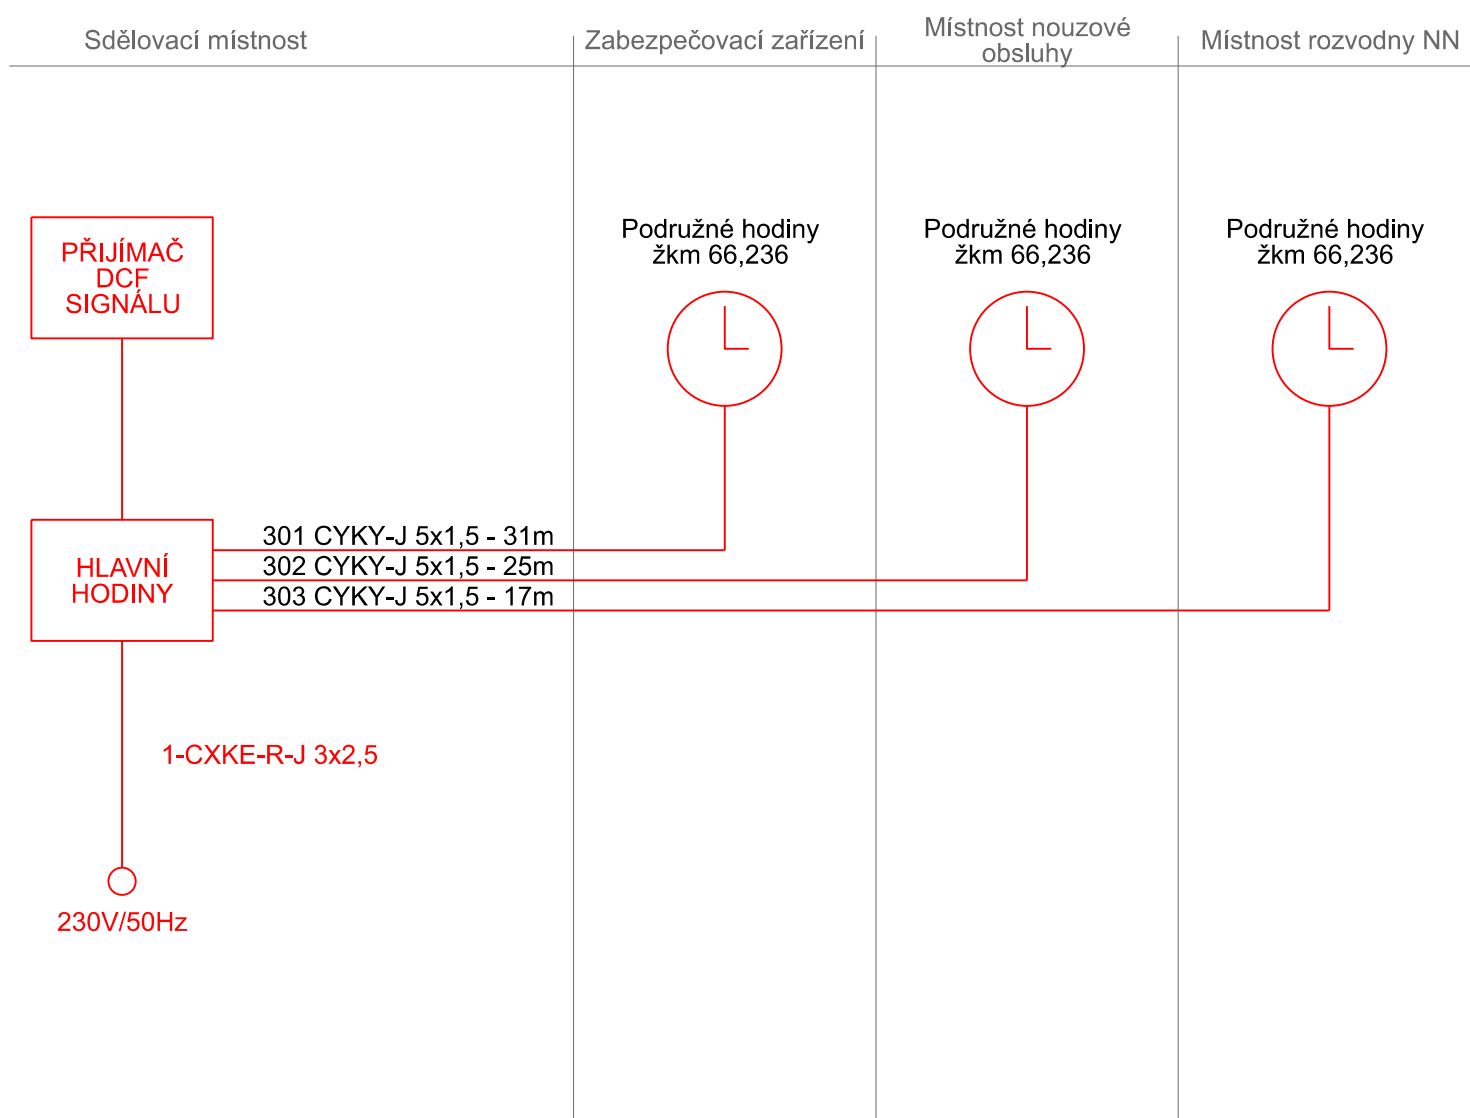 Sdělovací místnost
Zabezpečovací zařízení
Místnost nouzové
obsluhy
Místnost rozvodny NN
PŘIJÍMAČ
DCF
SIGNÁLU
Podružné hodiny
žkm 66,236
Podružné hodiny
žkm 66,236
Podružné hodiny
žkm 66,236
HLAVNÍ
HODINY
301 CYKY-J 5x1,5 - 31m
302 CYKY-J 5x1,5 - 25m
303 CYKY-J 5x1,5 - 17m
1-CXKE-R-J 3x2,5
230V/50Hz